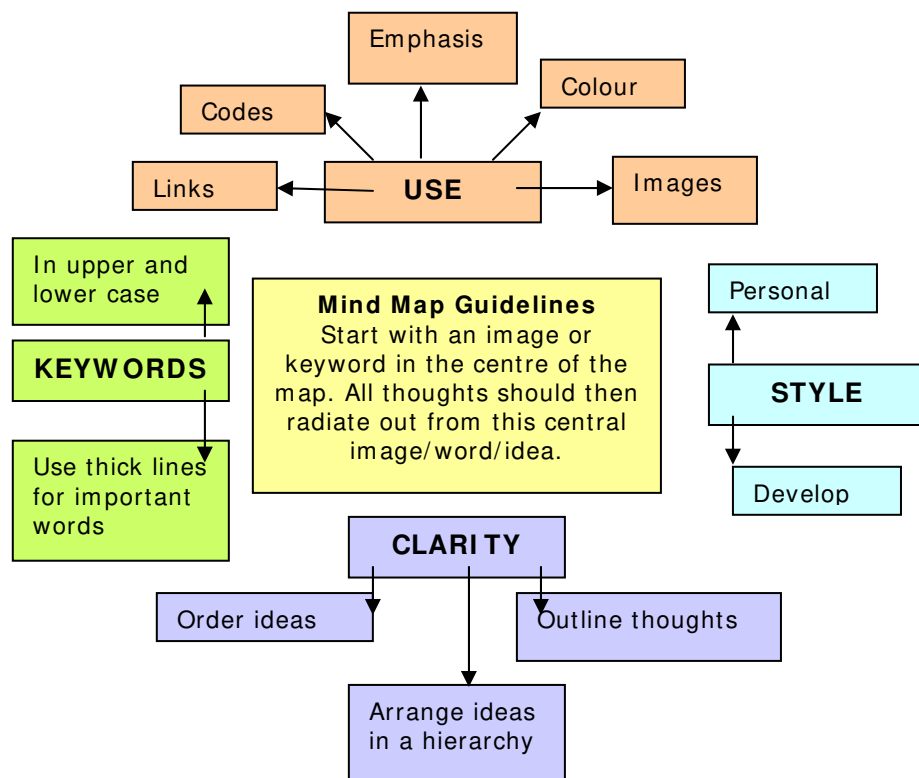 Emphasis
Colour
Codes
Links
USE
Images
In upper and
lower case
KEYWORDS
Use thick lines
for important
words
Mind Map Guidelines
Start with an image or
keyword in the centre of the
map. All thoughts should then
radiate out from this central
image/word/idea.
Personal
STYLE
Develop
CLARITY
Order ideas
Outline thoughts
Arrange ideas
in a hierarchy